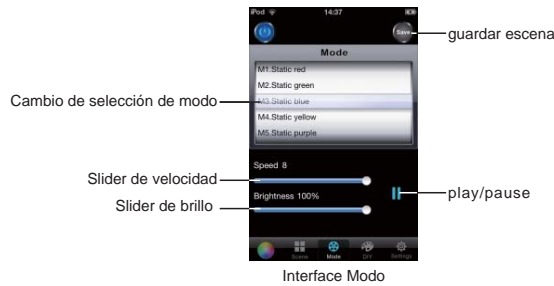 iPod 14:37
Save
guardar escena
Mode
M1.Static red
M2.Static green
Cambio de selección de modo
M3.Static blue
M4.Static yellow
M5.Static purple
Speed 8
Slider de velocidad
Brightness 100%
play/pause
Slider de brillo
Scene Mode DIY Settings
Interface Modo